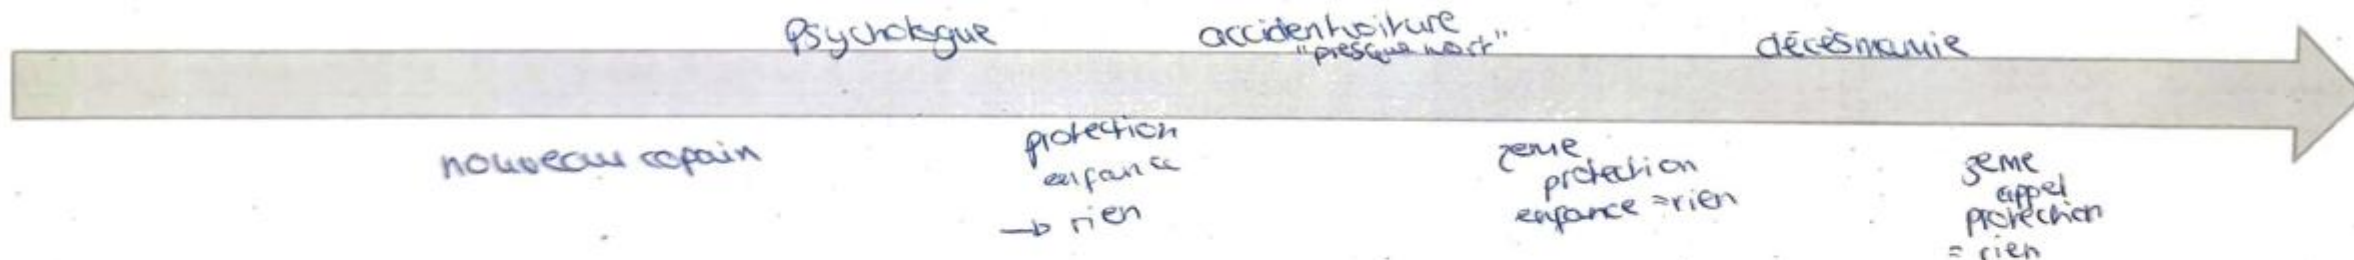 Psychologue
accident voiture
"presque mort"
décès mamie
nouveau copain
protection
enfance
→ rien
2eme
protection
enfance = rien
3eme
appel
protection
= rien